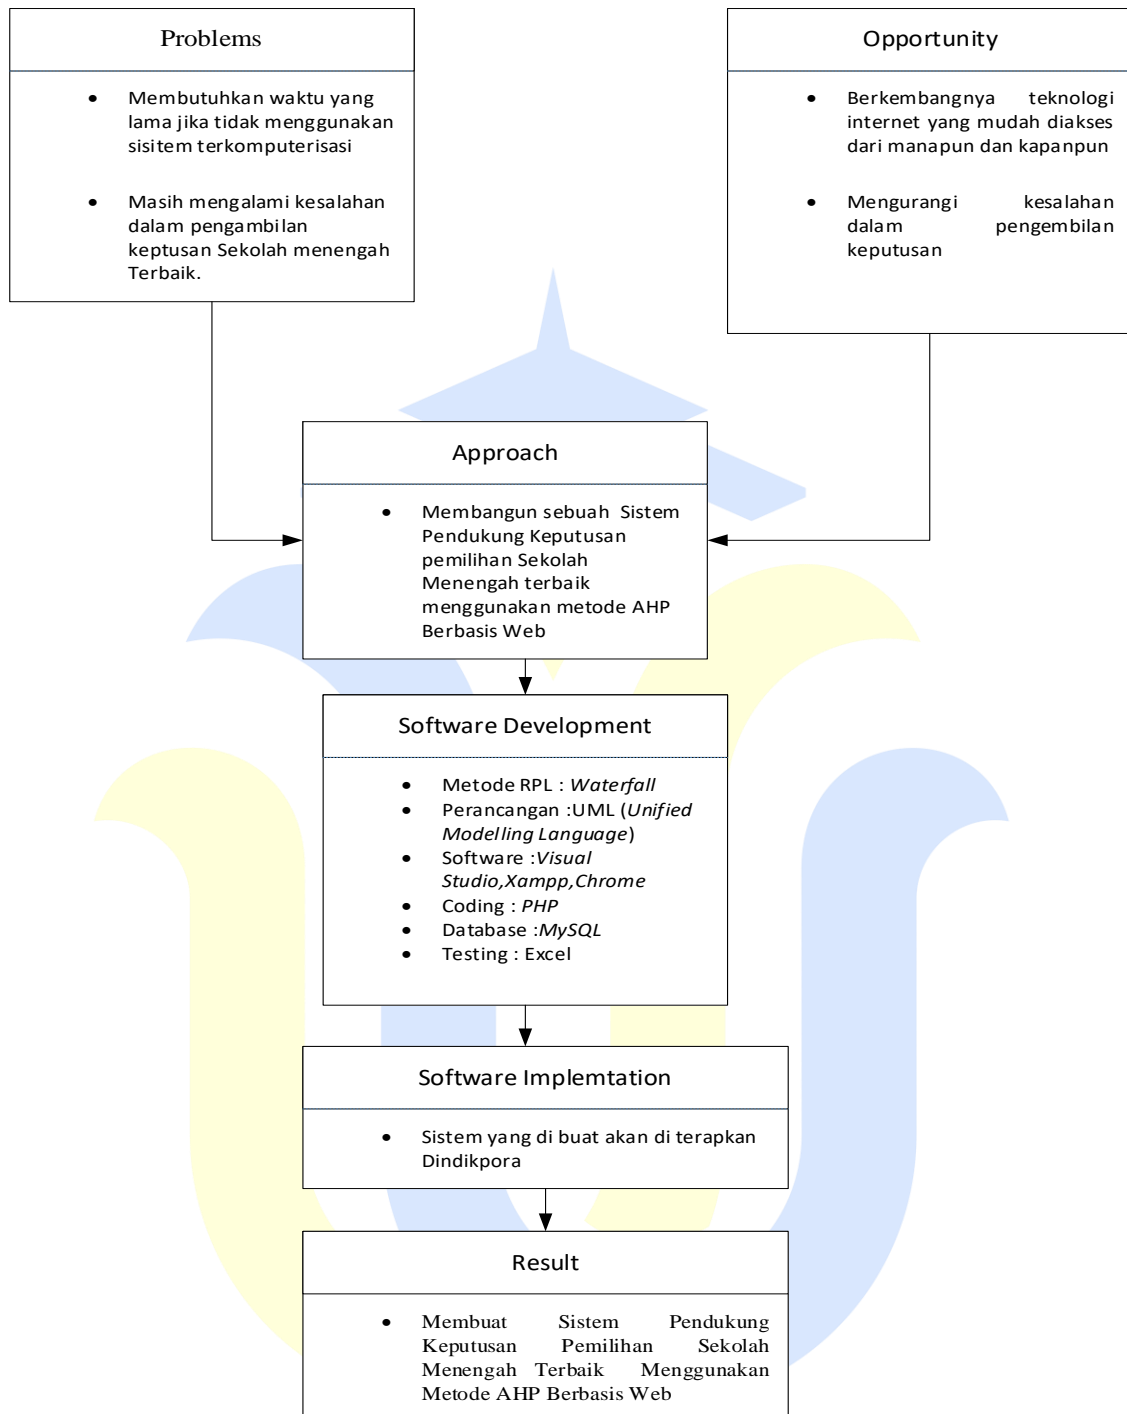 Problems
• Membutuhkan waktu yang
lama jika tidak menggunakan
sisitem terkomputerisasi
• Masih mengalami kesalahan
dalam pengambilan
keptusan Sekolah menengah
Terbaik.
Opportunity
• Berkembangnya teknologi
internet yang mudah diakses
dari manapun dan kapanpun
• Mengurangi kesalahan
dalam pengembilan
keputusan
Approach
• Membangun sebuah Sistem
Pendukung Keputusan
pemilihan Sekolah
Menengah terbaik
menggunakan metode AHP
Berbasis Web
Software Development
• Metode RPL : Waterfall
• Perancangan :UML (Unified
Modelling Language)
• Software :Visual
Studio,Xampp,Chrome
• Coding : PHP
• Database :MySQL
• Testing : Excel
Software Implemtation
• Sistem yang di buat akan di terapkan
Dindikpora
Result
• Membuat Sistem Pendukung
Keputusan Pemilihan Sekolah
Menengah Terbaik Menggunakan
Metode AHP Berbasis Web